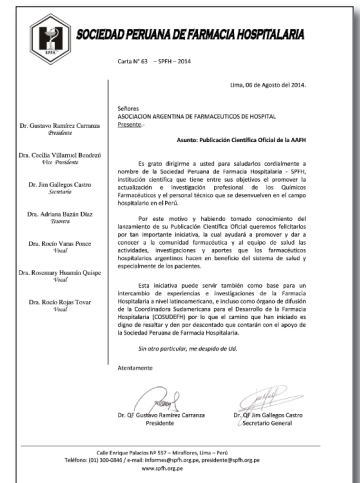 SPFH
SOCIEDAD PERUANA DE FARMACIA HOSPITALARIA
Carta N° 63 – SPFH – 2014
Lima, 06 de Agosto del 2014.
Señores
ASOCIACION ARGENTINA DE FARMACEUTICOS DE HOSPITAL
Presente.-
Asunto: Publicación Científica Oficial de la AAFH
Es grato dirigirme a usted para saludarlos cordialmente a
nombre de la Sociedad Peruana de Farmacia Hospitalaria - SPFH,
institución científica que tiene entre sus objetivos el promover la
actualización e investigación profesional de los Químicos
Farmacéuticos y el personal técnico que se desenvuelven en el campo
hospitalario en el Perú.
Por este motivo y habiendo tomado conocimiento del
lanzamiento de su Publicación Científica Oficial queremos felicitarlos
por tan importante iniciativa, la cual ayudará a promover y dar a
conocer a la comunidad farmacéutica y al equipo de salud las
actividades, investigaciones y aportes que los farmacéuticos
hospitalarios argentinos hacen en beneficio del sistema de salud y
especialmente de los pacientes.
Esta iniciativa puede servir también como base para un
intercambio de experiencias e investigaciones de la Farmacia
Hospitalaria a nivel latinoamericano, e incluso como órgano de difusión
de la Coordinadora Sudamericana para el Desarrollo de la Farmacia
Hospitalaria (COSUDEFH) por lo que el camino que han iniciado es
digno de resaltar y den por descontado que contarán con el apoyo de
la Sociedad Peruana de Farmacia Hospitalaria.
Sin otro particular, me despido de Ud.
Atentamente
Dr. QF Gustavo Ramírez Carranza
Presidente
Dr. QF Jim Gallegos Castro
Secretario General
Dr. Gustavo Ramírez Carranza
Presidente
Dra. Cecilia Villarruel Bendezú
Vice Presidente
Dr. Jim Gallegos Castro
Secretario
Dra. Adriana Bazán Díaz
Tesorera
Dra. Rocío Varas Ponce
Vocal
Dra. Rosemary Huamán Quispe
Vocal
Dra. Rocío Rojas Tovar
Vocal
Calle Enrique Palacios Nº 557 – Miraflores, Lima – Perú
Teléfono: (01) 300-0846 / e-mail: informes@spfh.org.pe, presidente@spfh.org.pe
www.spfh.org.pe